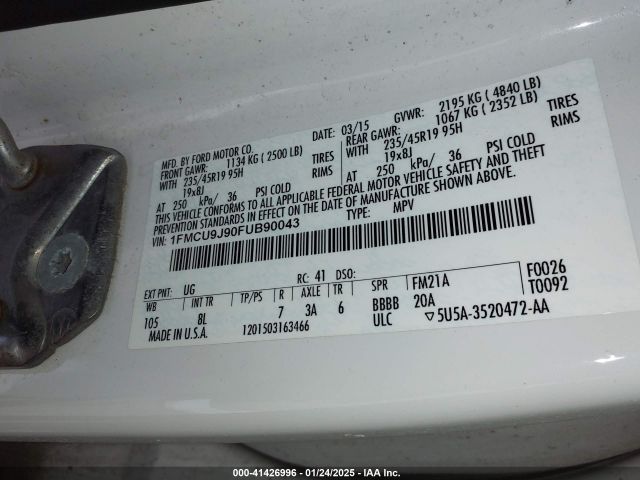 MFD. BY FORD MOTOR CO.
DATE: 03/15 GVWR: 2195 KG ( 4840 LB)
FRONT GAWR: 1134 KG ( 2500 LB) REAR GAWR: 1067 KG ( 2352 LB)
WITH 235/45R19 95H TIRES WITH 235/45R19 95H TIRES
19x8J RIMS 19x8J RIMS
AT 250 kPa/ 36 PSI COLD AT 250 kPa/ 36 PSI COLD
THIS VEHICLE CONFORMS TO ALL APPLICABLE FEDERAL MOTOR VEHICLE SAFETY AND THEFT
PREVENTION STANDARDS IN EFFECT ON THE DATE OF MANUFACTURE SHOWN ABOVE.
VIN: 1FMCU9J90FUB90043 TYPE: MPV
EXT PNT: UG RC: 41 DSO: F0026
WB INT TR TP/PS R AXLE TR SPR FM21A T0092
105 8L 7 3A 6 BBBB 20A
MADE IN U.S.A. 1201503163466 ULC ▽5U5A-3520472-AA
000-41426996 - 01/24/2025 - IAA Inc.